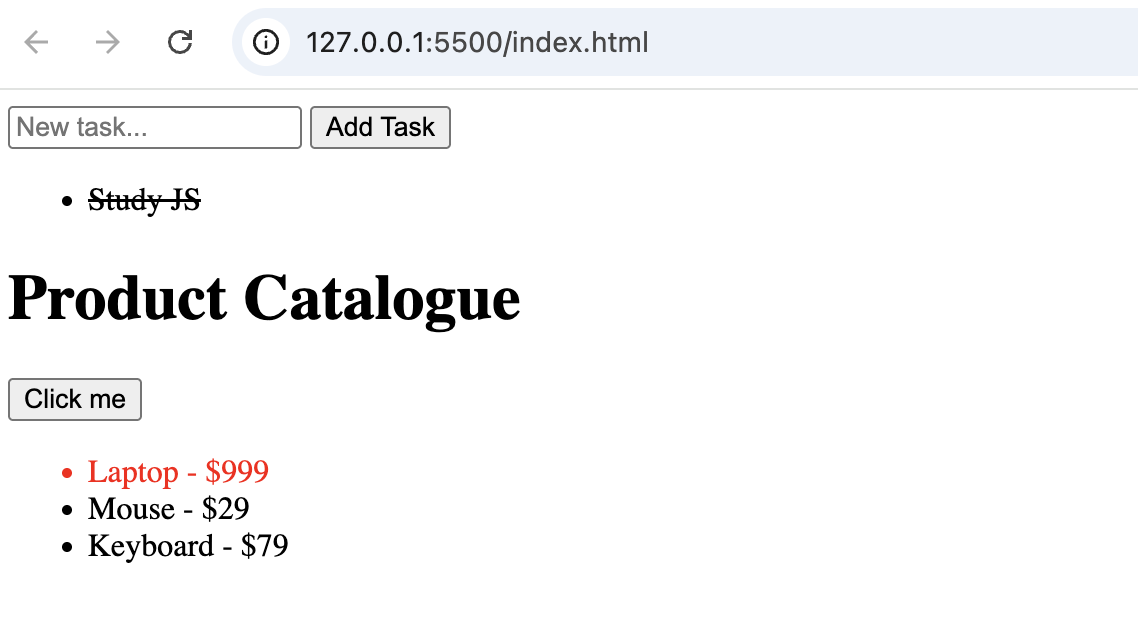 127.0.0.1:5500/index.html
New task... Add Task
Study JS
Product Catalogue
Click me
Laptop - $999
Mouse - $29
Keyboard - $79